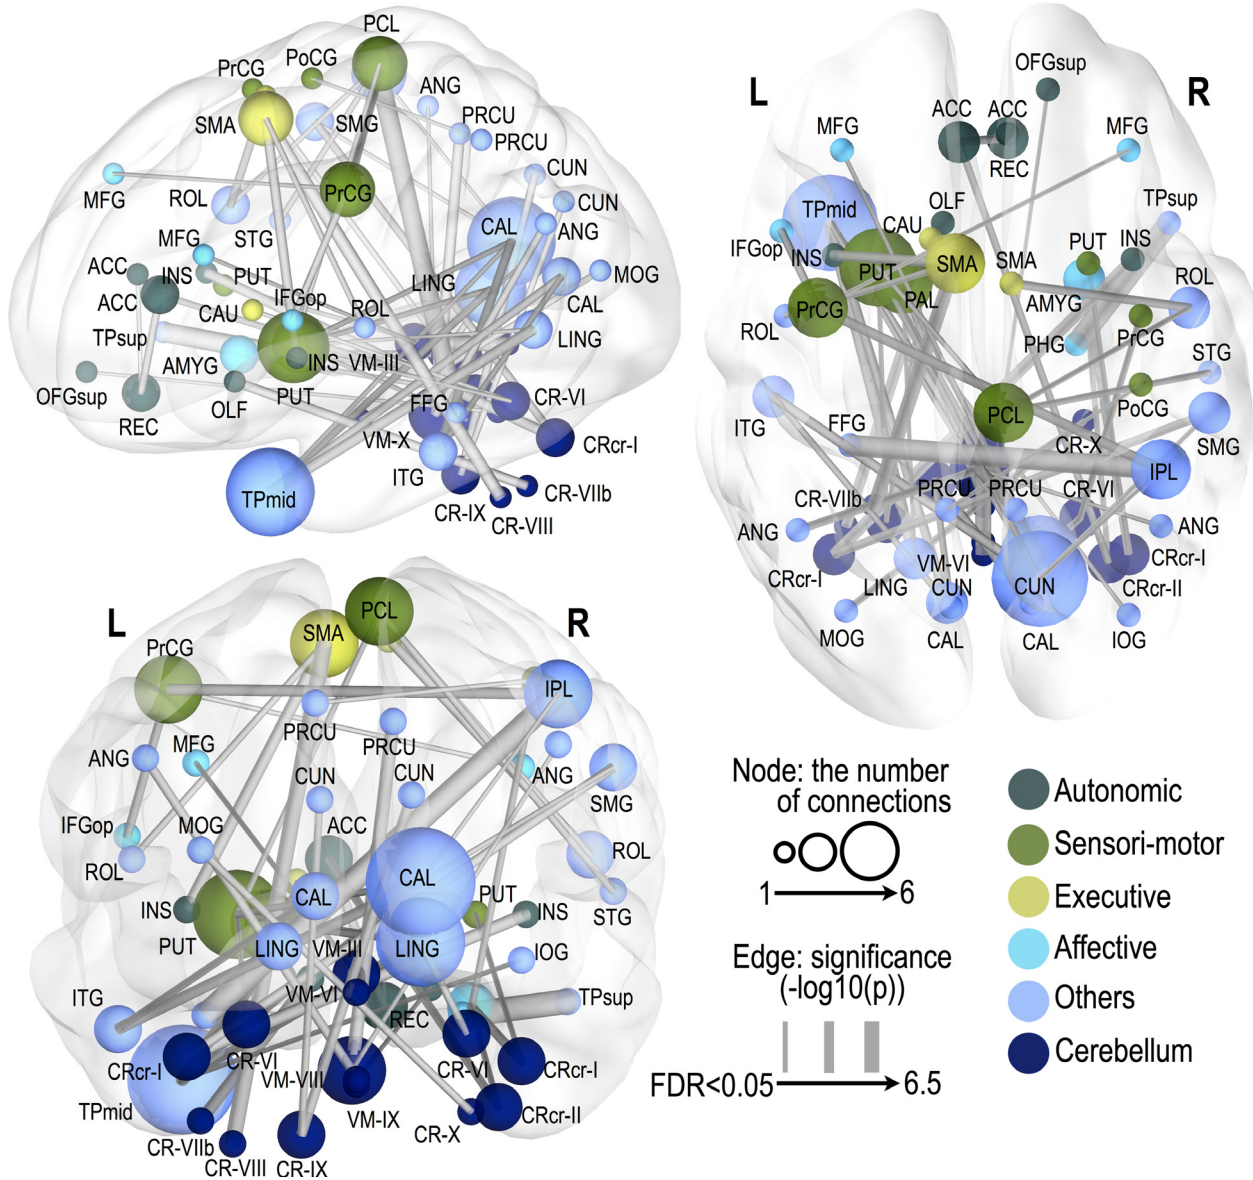 PCL
PoCG
PrCG
ANG
SMA
SMG
PRCU
PRCU
CUN
MFG
PrCG
ROL
CUN
CAL
ANG
STG
MFG
ACC
INS
PUT
LING
MOG
ACC
CAL
CAU
IFGop
ROL
TPsup
LING
AMYG
INS
VM-III
OFGsup
OLF
PUT
CR-VI
REC
FFG
VM-X
CRcr-I
ITG
CR-VIIb
TPmid
CR-IX
CR-VIII
OFGsup
L
R
ACC
ACC
MFG
MFG
REC
TPmid
TPsup
OLF
CAU
IFGop
INS
PUT
INS
SMA
SMA
PUT
ROL
PAL
AMYG
PrCG
PrCG
ROL
PHG
STG
PCL
PoCG
ITG
FFG
SMG
CR-X
IPL
CR-VIIb
PRCU
PRCU
CR-VI
ANG
ANG
CRcr-I
VM-VI
CRcr-I
LING
CUN
CUN
CRcr-II
MOG
CAL
CAL
IOG
L
R
PCL
SMA
PrCG
IPL
PRCU
PRCU
ANG
MFG
ANG
CUN
CUN
SMG
IFGop
MOG
ACC
ROL
ROL
CAL
CAL
INS
PUT
INS
STG
PUT
LING
VM-III
LING
IOG
ITG
VM-VI
TPsup
REC
CRcr-I
CR-VI
VM-VIII
CR-VI
CRcr-I
TPmid
VM-IX
CRcr-II
CR-VIIb
CR-X
CR-VIII
CR-IX
Node: the number
of connections
1
6
Edge: significance
(-log10(p))
FDR<0.05
6.5
Autonomic
Sensori-motor
Executive
Affective
Others
Cerebellum